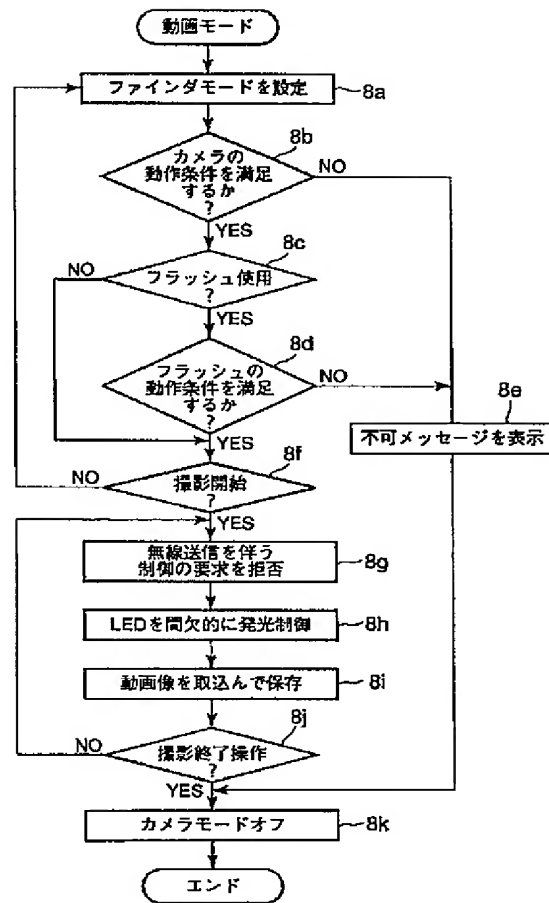 動画モード
ファインダモードを設定
8a
8b
カメラの
動作条件を満足
するか
?
NO
YES
8c
NO
フラッシュ使用
?
YES
8d
フラッシュの
動作条件を満足
するか
?
NO
8e
不可メッセージを表示
YES
8f
NO
撮影開始
?
YES
無線送信を伴う
制御の要求を拒否
8g
LEDを間欠的に発光制御
8h
動画像を取込んで保存
8i
8j
NO
撮影終了操作
?
YES
カメラモードオフ
8k
エンド